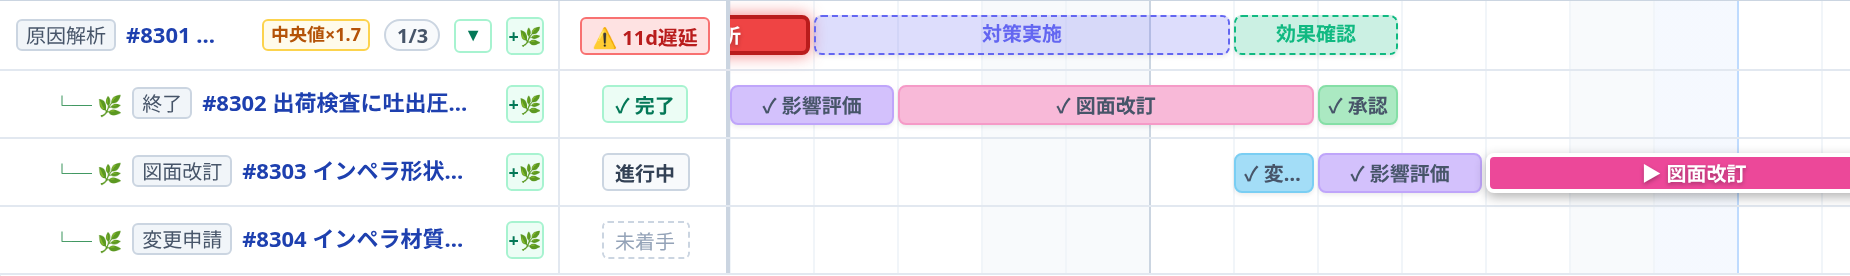 原因解析 #8301 ... 中央値×1.7 1/3 ▼ +🌿 ⚠️ 11d遅延 析 対策実施 効果確認
🌿 終了 #8302 出荷検査に吐出圧... +🌿 ✓ 完了 ✓ 影響評価 ✓ 図面改訂 ✓ 承認
🌿 図面改訂 #8303 インペラ形状... +🌿 進行中 ✓ 変... ✓ 影響評価 ▶ 図面改訂
🌿 変更申請 #8304 インペラ材質... +🌿 未着手